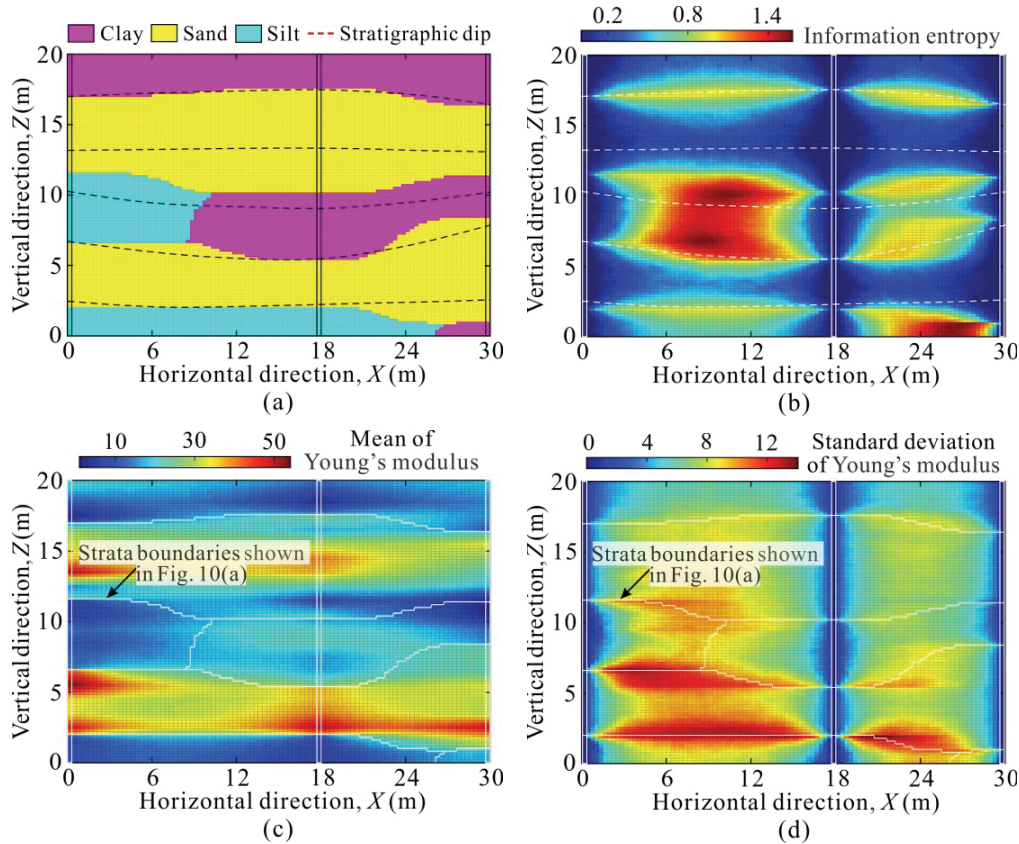 Clay Sand Silt Stratigraphic dip
20
15
10
5
0
Vertical direction, Z (m)
0 6 12 18 24 30
Horizontal direction, X (m)
(a)
0.2 0.8 1.4 Information entropy
20
15
10
5
0
Vertical direction, Z (m)
0 6 12 18 24 30
Horizontal direction, X (m)
(b)
10 30 50 Mean of
Young's modulus
20
15
10
5
0
Vertical direction, Z (m)
Strata boundaries shown
in Fig. 10(a)
0 6 12 18 24 30
Horizontal direction, X (m)
(c)
0 4 8 12 Standard deviation
of Young's modulus
20
15
10
5
0
Vertical direction, Z (m)
Strata boundaries shown
in Fig. 10(a)
0 6 12 18 24 30
Horizontal direction, X (m)
(d)